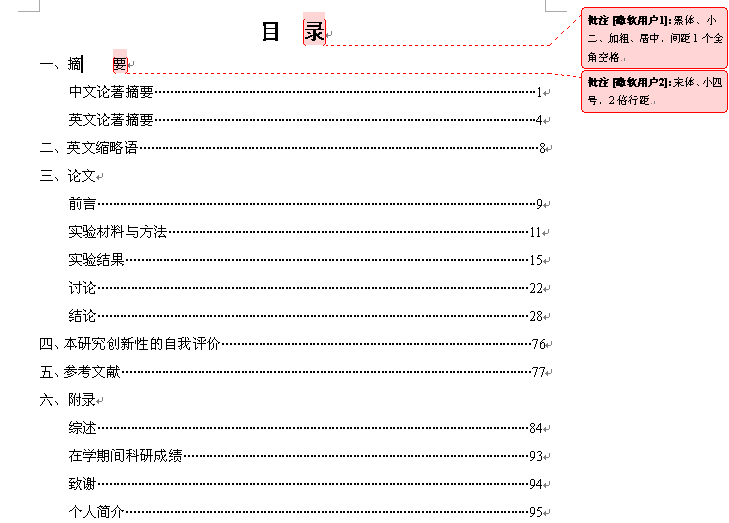 目 录
一、摘 要
中文论著摘要································1
英文论著摘要································4
二、英文缩略语································8
三、论文
前言································9
实验材料与方法································11
实验结果································15
讨论································22
结论································28
四、本研究创新性的自我评价································76
五、参考文献································77
六、附录
综述································84
在学期间科研成绩································93
致谢································94
个人简介································95
批注 [微软用户1]: 黑体、小
二、加粗、居中，间距 1 个全
角空格.
批注 [微软用户2]: 宋体、小四
号，2 倍行距.